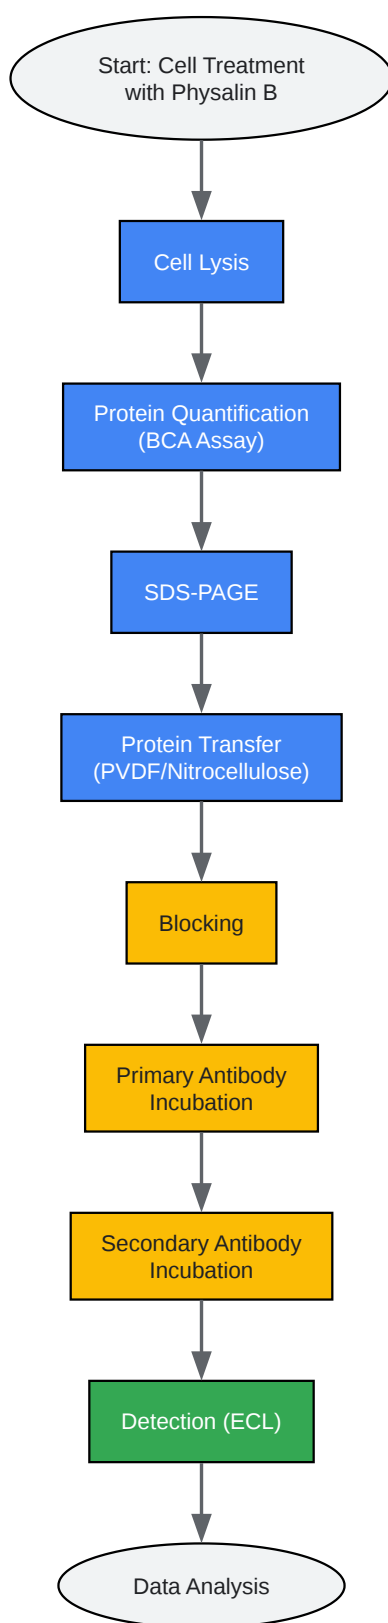 Start: Cell Treatment
with Physalin B
Cell Lysis
Protein Quantification
(BCA Assay)
SDS-PAGE
Protein Transfer
(PVDF/Nitrocellulose)
Blocking
Primary Antibody
Incubation
Secondary Antibody
Incubation
Detection (ECL)
Data Analysis